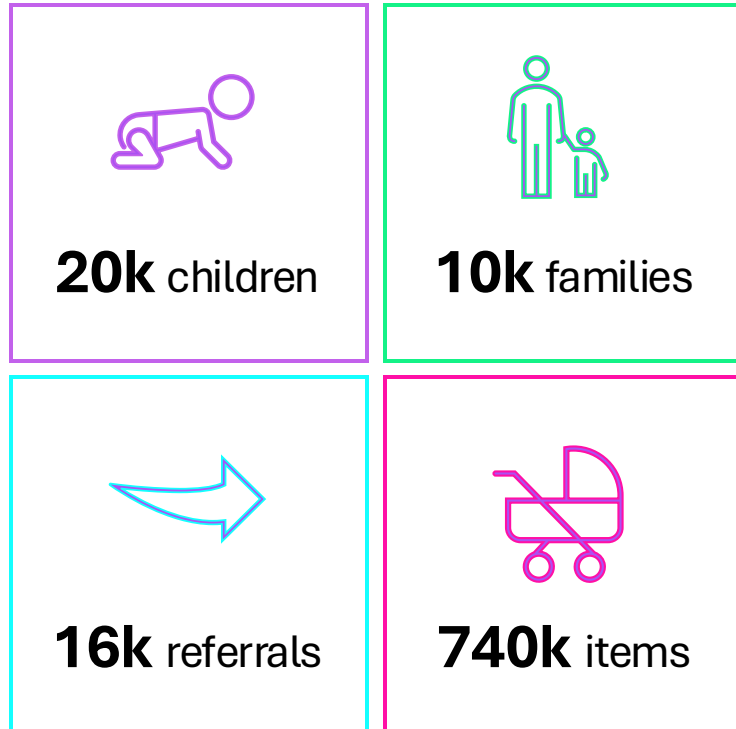 20k children
10k families
16k referrals
740k items